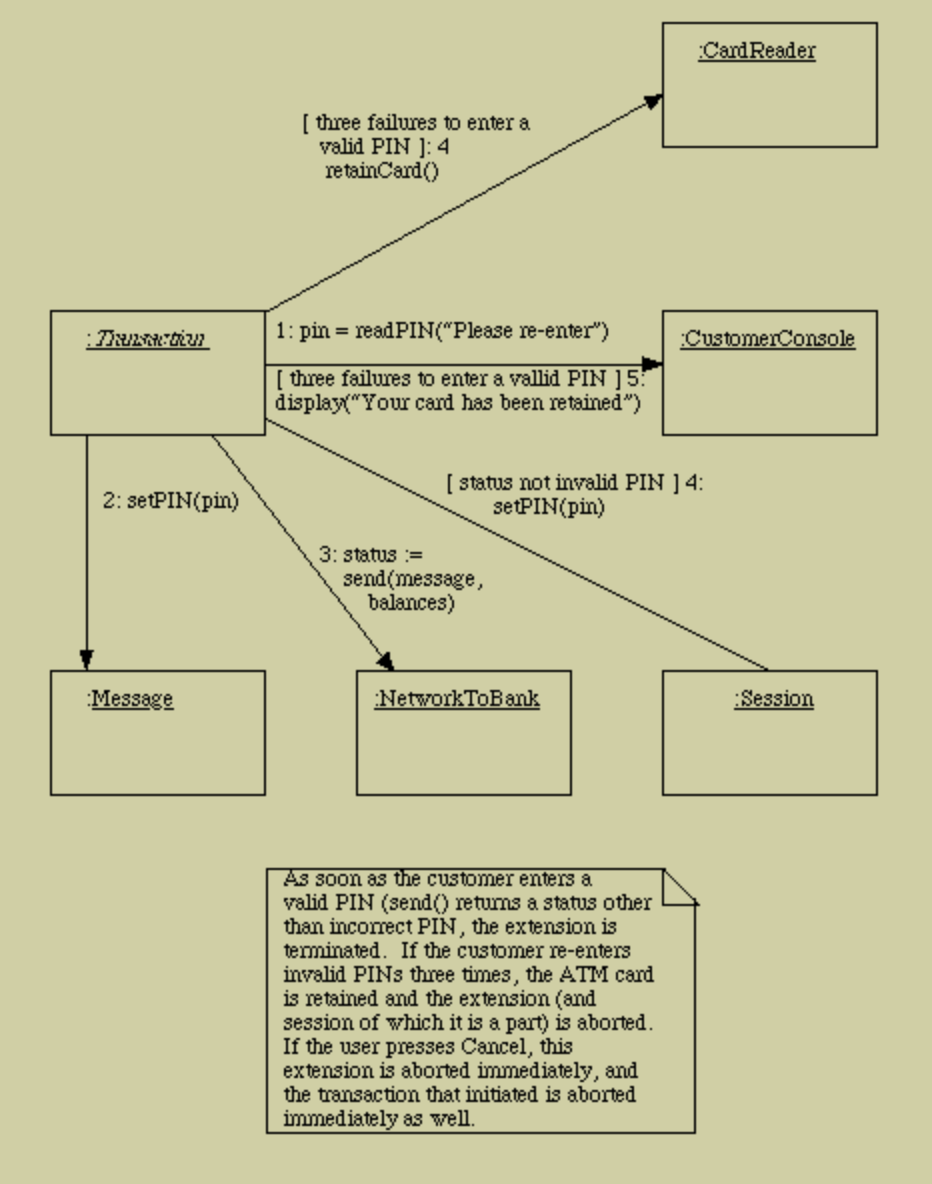 :CardReader
[ three failures to enter a
valid PIN ]: 4
retainCard()
:Transaction
1: pin = readPIN(“Please re-enter”)
:CustomerConsole
[ three failures to enter a vallid PIN ] 5:
display(“Your card has been retained”)
[ status not invalid PIN ] 4:
setPIN(pin)
2: setPIN(pin)
3: status :=
send(message,
balances)
:Message
:NetworkToBank
:Session
As soon as the customer enters a
valid PIN (send() returns a status other
than incorrect PIN, the extension is
terminated.  If the customer re-enters
invalid PINs three times, the ATM card
is retained and the extension (and
session of which it is a part) is aborted.
If the user presses Cancel, this
extension is aborted immediately, and
the transaction that initiated is aborted
immediately as well.